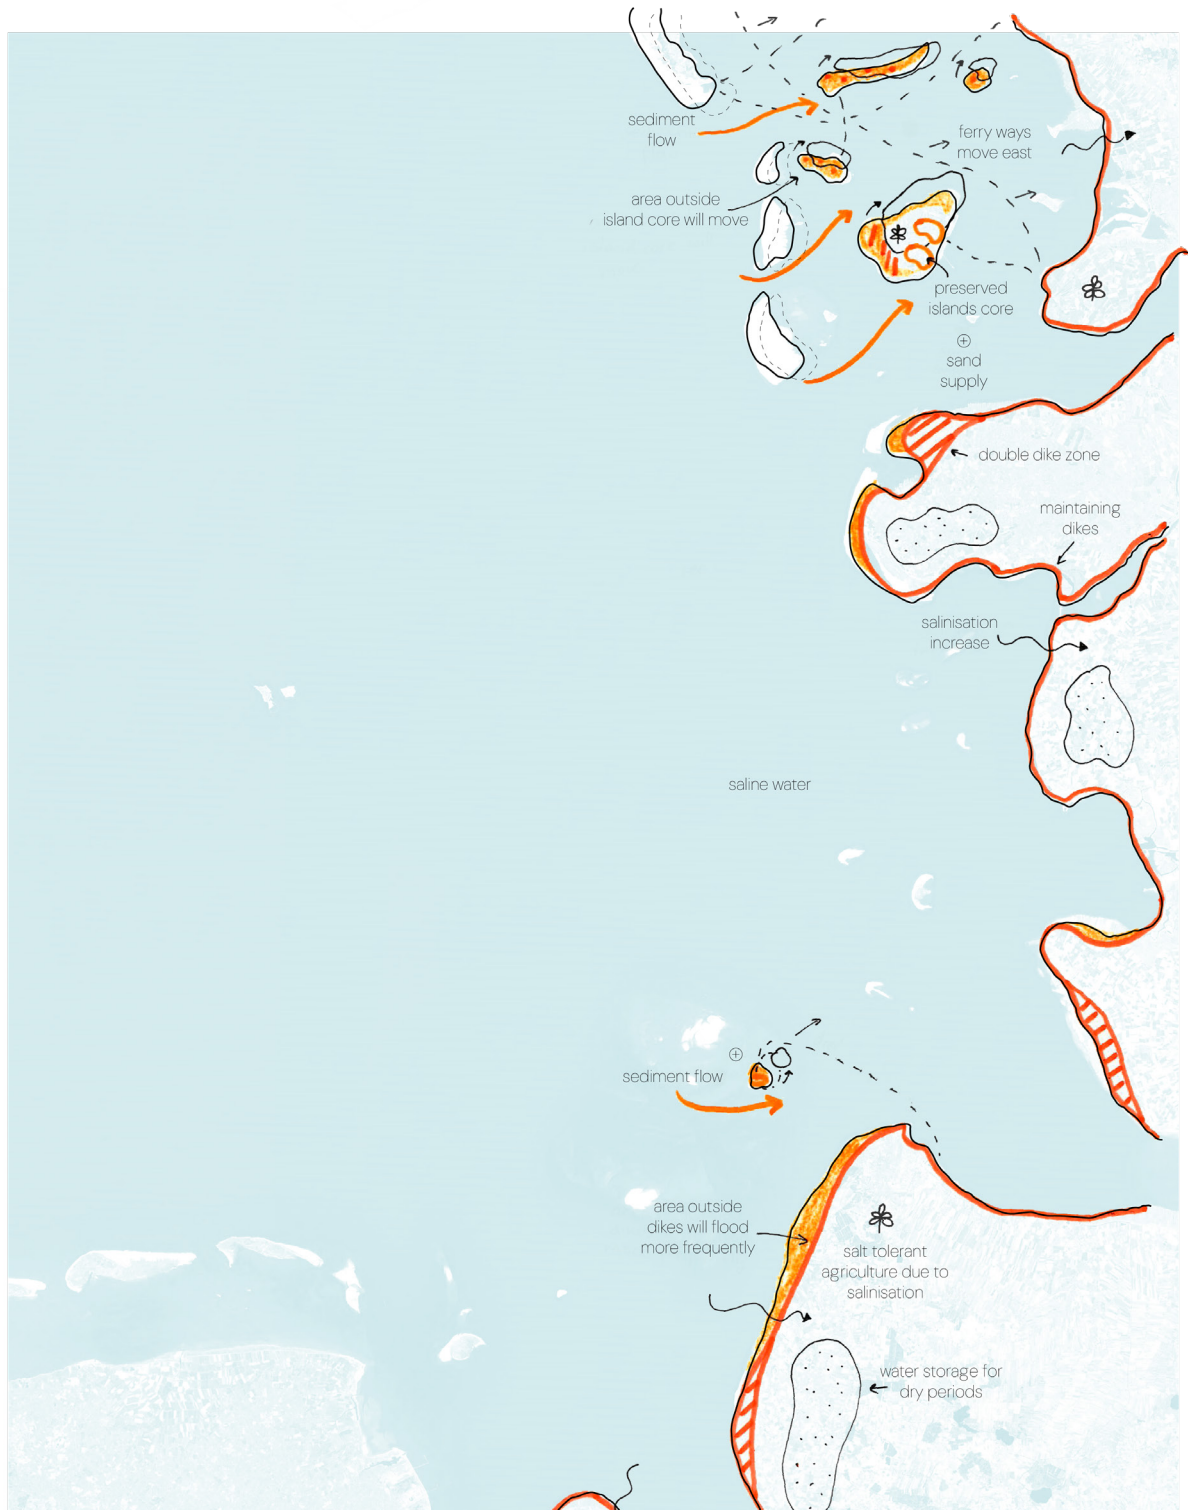 sediment
flow
ferry ways
move east
area outside
island core will move
preserved
islands core
sand
supply
double dike zone
maintaining
dikes
salinisation
increase
saline water
sediment flow
area outside
dikes will flood
more frequently
salt tolerant
agriculture due to
salinisation
water storage for
dry periods